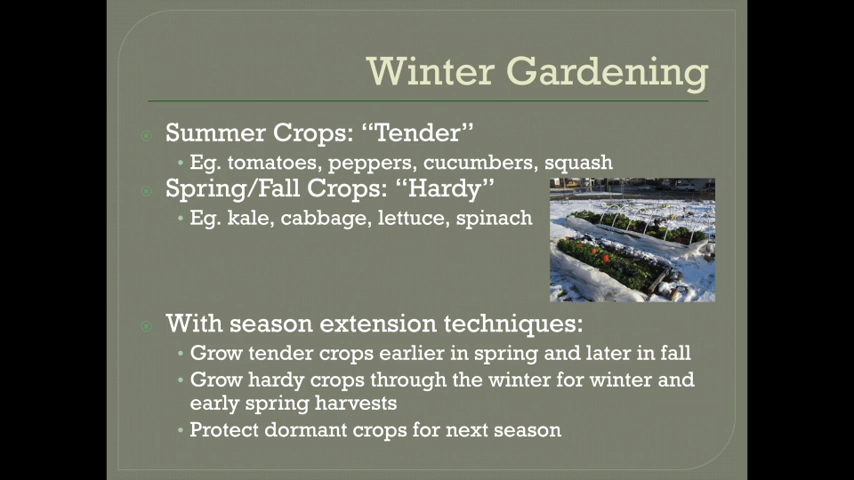 Winter Gardening
Summer Crops: “Tender”
• Eg. tomatoes, peppers, cucumbers, squash
Spring/Fall Crops: “Hardy”
• Eg. kale, cabbage, lettuce, spinach
With season extension techniques:
• Grow tender crops earlier in spring and later in fall
• Grow hardy crops through the winter for winter and
early spring harvests
• Protect dormant crops for next season